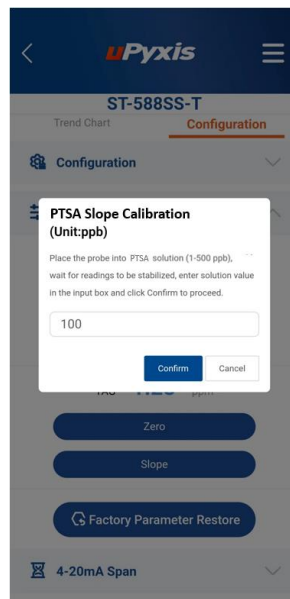 uPyxis
ST-588SS-T
Trend Chart
Configuration
Configuration
PTSA Slope Calibration
(Unit:ppb)
Place the probe into PTSA solution (1-500 ppb),
wait for readings to be stabilized, enter solution value
in the input box and click Confirm to proceed.
100
Confirm
Cancel
Zero
Slope
Factory Parameter Restore
4-20mA Span